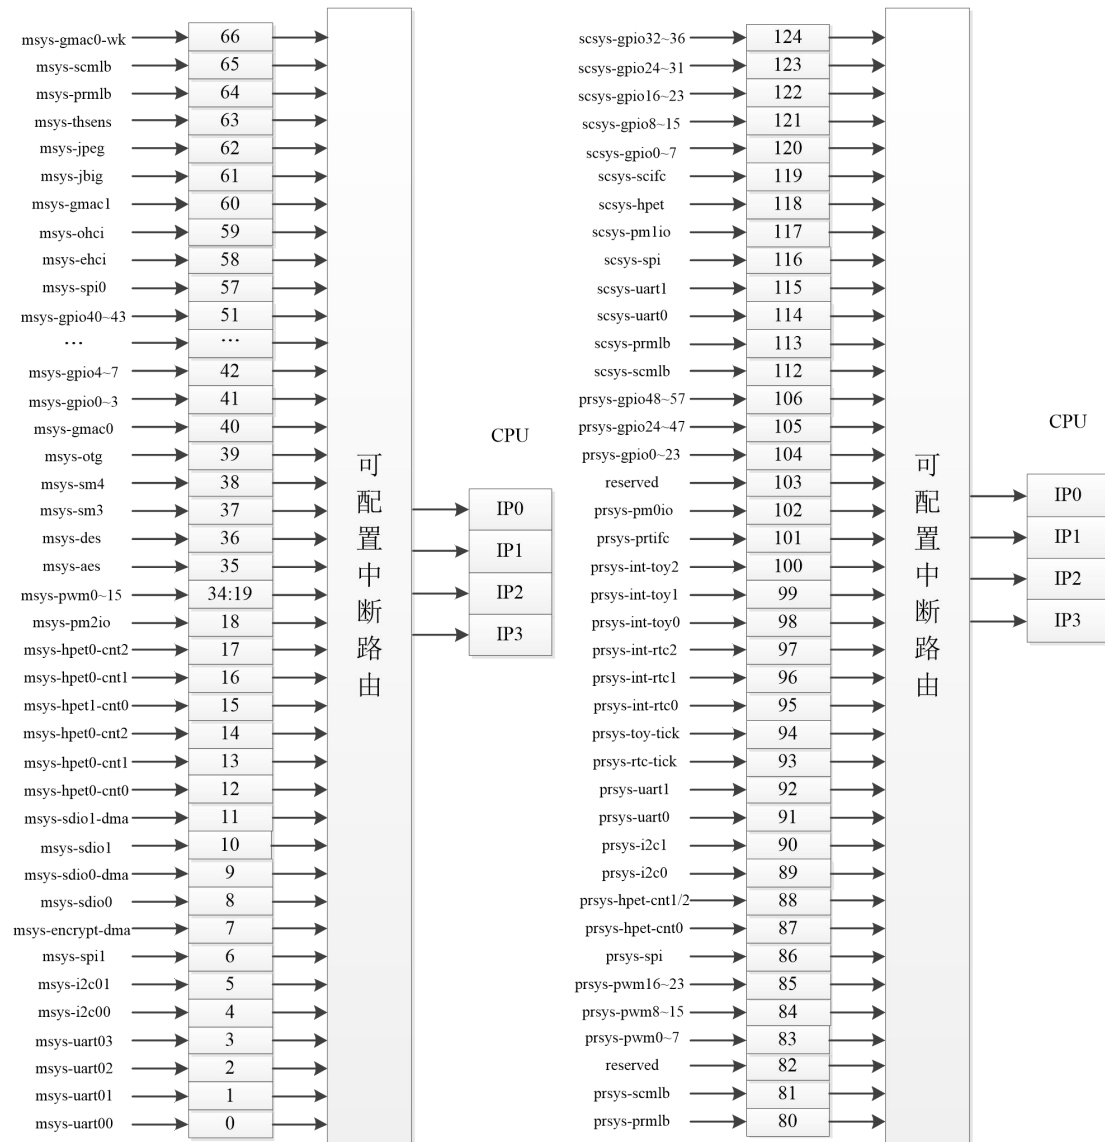 msys-gmac0-wk 66
msys-scmlb 65
msys-prmlb 64
msys-thsens 63
msys-jpeg 62
msys-jbig 61
msys-gmac1 60
msys-ohci 59
msys-ehci 58
msys-spi0 57
msys-gpio40~43 51
… …
msys-gpio4~7 42
msys-gpio0~3 41
msys-gmac0 40
msys-otg 39
msys-sm4 38
msys-sm3 37
msys-des 36
msys-aes 35
msys-pwm0~15 34:19
msys-pm2io 18
msys-hpet0-cnt2 17
msys-hpet0-cnt1 16
msys-hpet1-cnt0 15
msys-hpet0-cnt2 14
msys-hpet0-cnt1 13
msys-hpet0-cnt0 12
msys-sdio1-dma 11
msys-sdio1 10
msys-sdio0-dma 9
msys-sdio0 8
msys-encrypt-dma 7
msys-spi1 6
msys-i2c01 5
msys-i2c00 4
msys-uart03 3
msys-uart02 2
msys-uart01 1
msys-uart00 0
可配置中断路由
CPU
IP0
IP1
IP2
IP3
scsys-gpio32~36 124
scsys-gpio24~31 123
scsys-gpio16~23 122
scsys-gpio8~15 121
scsys-gpio0~7 120
scsys-scifc 119
scsys-hpet 118
scsys-pm1io 117
scsys-spi 116
scsys-uart1 115
scsys-uart0 114
scsys-prmlb 113
scsys-scmlb 112
prsys-gpio48~57 106
prsys-gpio24~47 105
prsys-gpio0~23 104
reserved 103
prsys-pm0io 102
prsys-prtifc 101
prsys-int-toy2 100
prsys-int-toy1 99
prsys-int-toy0 98
prsys-int-rtc2 97
prsys-int-rtc1 96
prsys-int-rtc0 95
prsys-toy-tick 94
prsys-rtc-tick 93
prsys-uart1 92
prsys-uart0 91
prsys-i2c1 90
prsys-i2c0 89
prsys-hpet-cnt1/2 88
prsys-hpet-cnt0 87
prsys-spi 86
prsys-pwm16~23 85
prsys-pwm8~15 84
prsys-pwm0~7 83
reserved 82
prsys-scmlb 81
prsys-prmlb 80
可配置中断路由
CPU
IP0
IP1
IP2
IP3